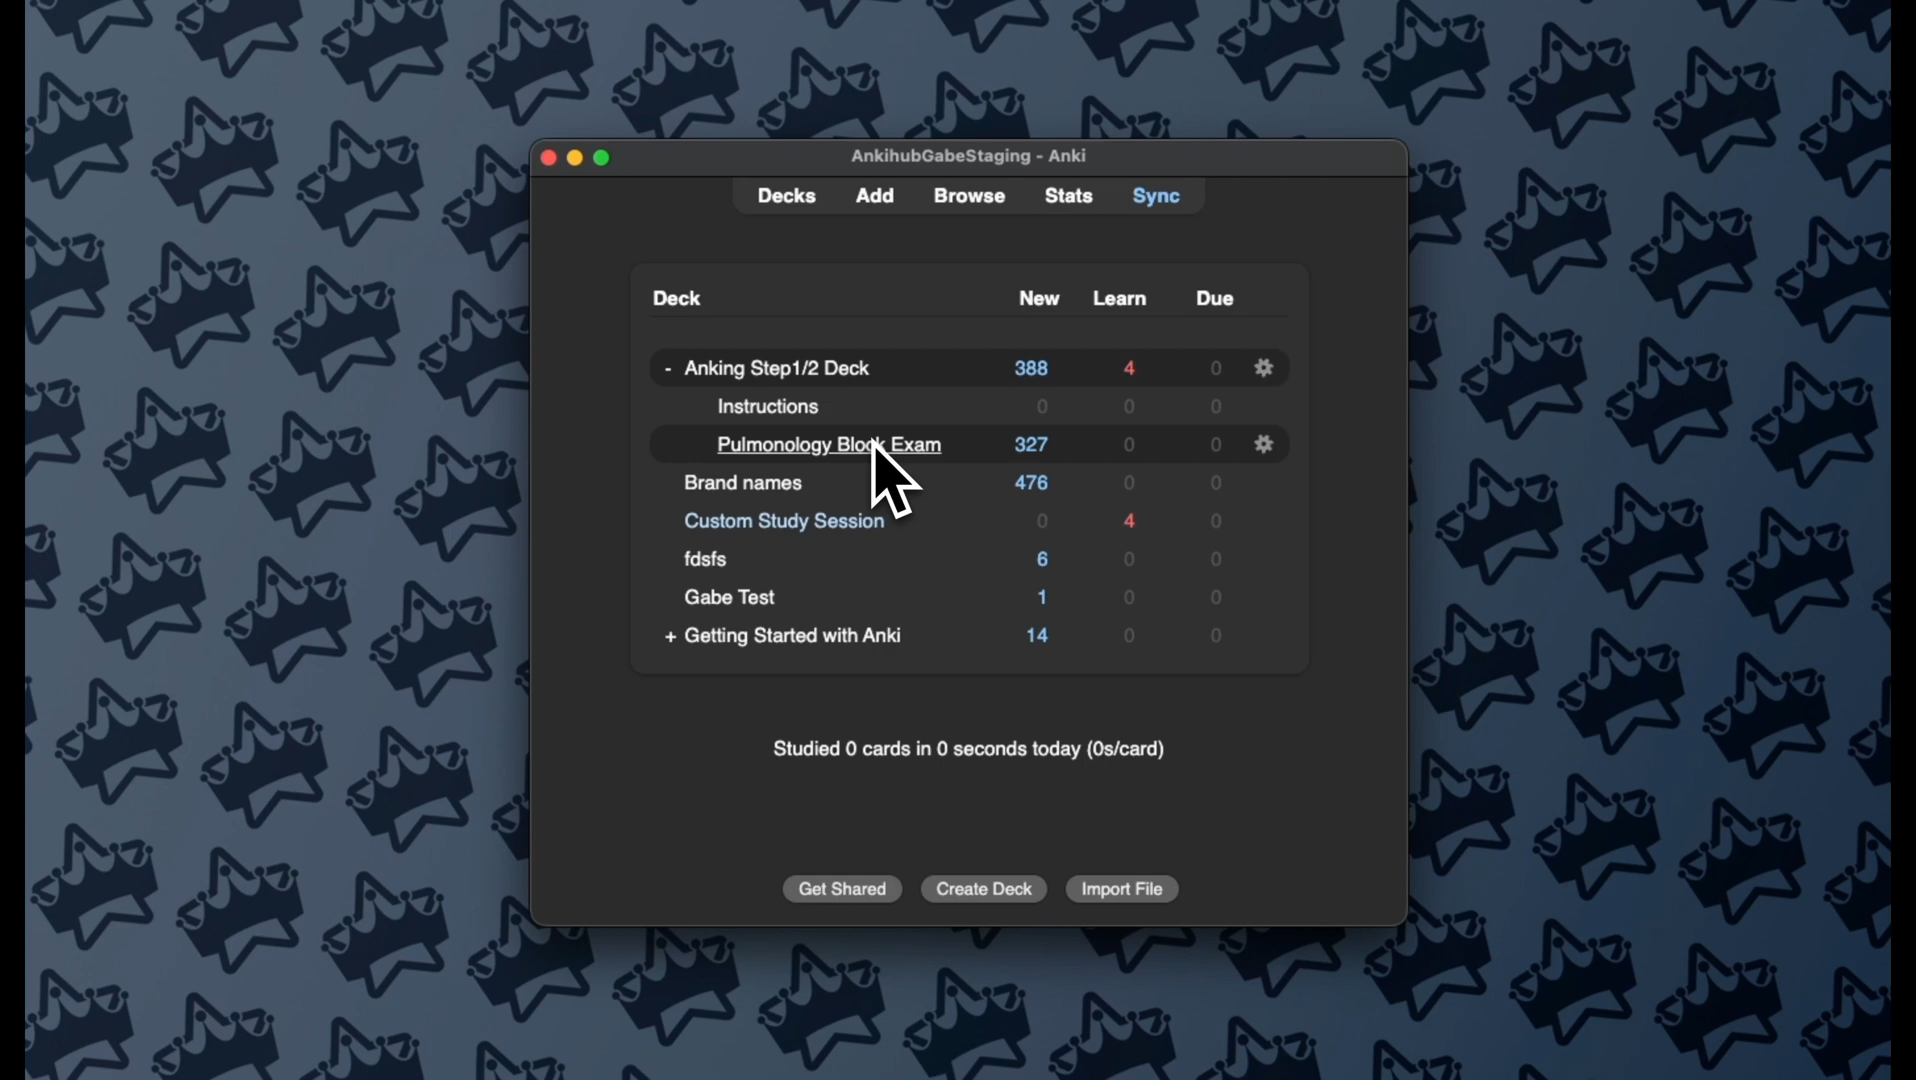 AnkihubGabeStaging - Anki
Decks Add Browse Stats Sync
Deck New Learn Due
- Anking Step1/2 Deck 388 4 0
Instructions 0 0 0
Pulmonology Block Exam 327 0 0
Brand names 476 0 0
Custom Study Session 0 4 0
fdsfs 6 0 0
Gabe Test 1 0 0
+ Getting Started with Anki 14 0 0
Studied 0 cards in 0 seconds today (0s/card)
Get Shared Create Deck Import File